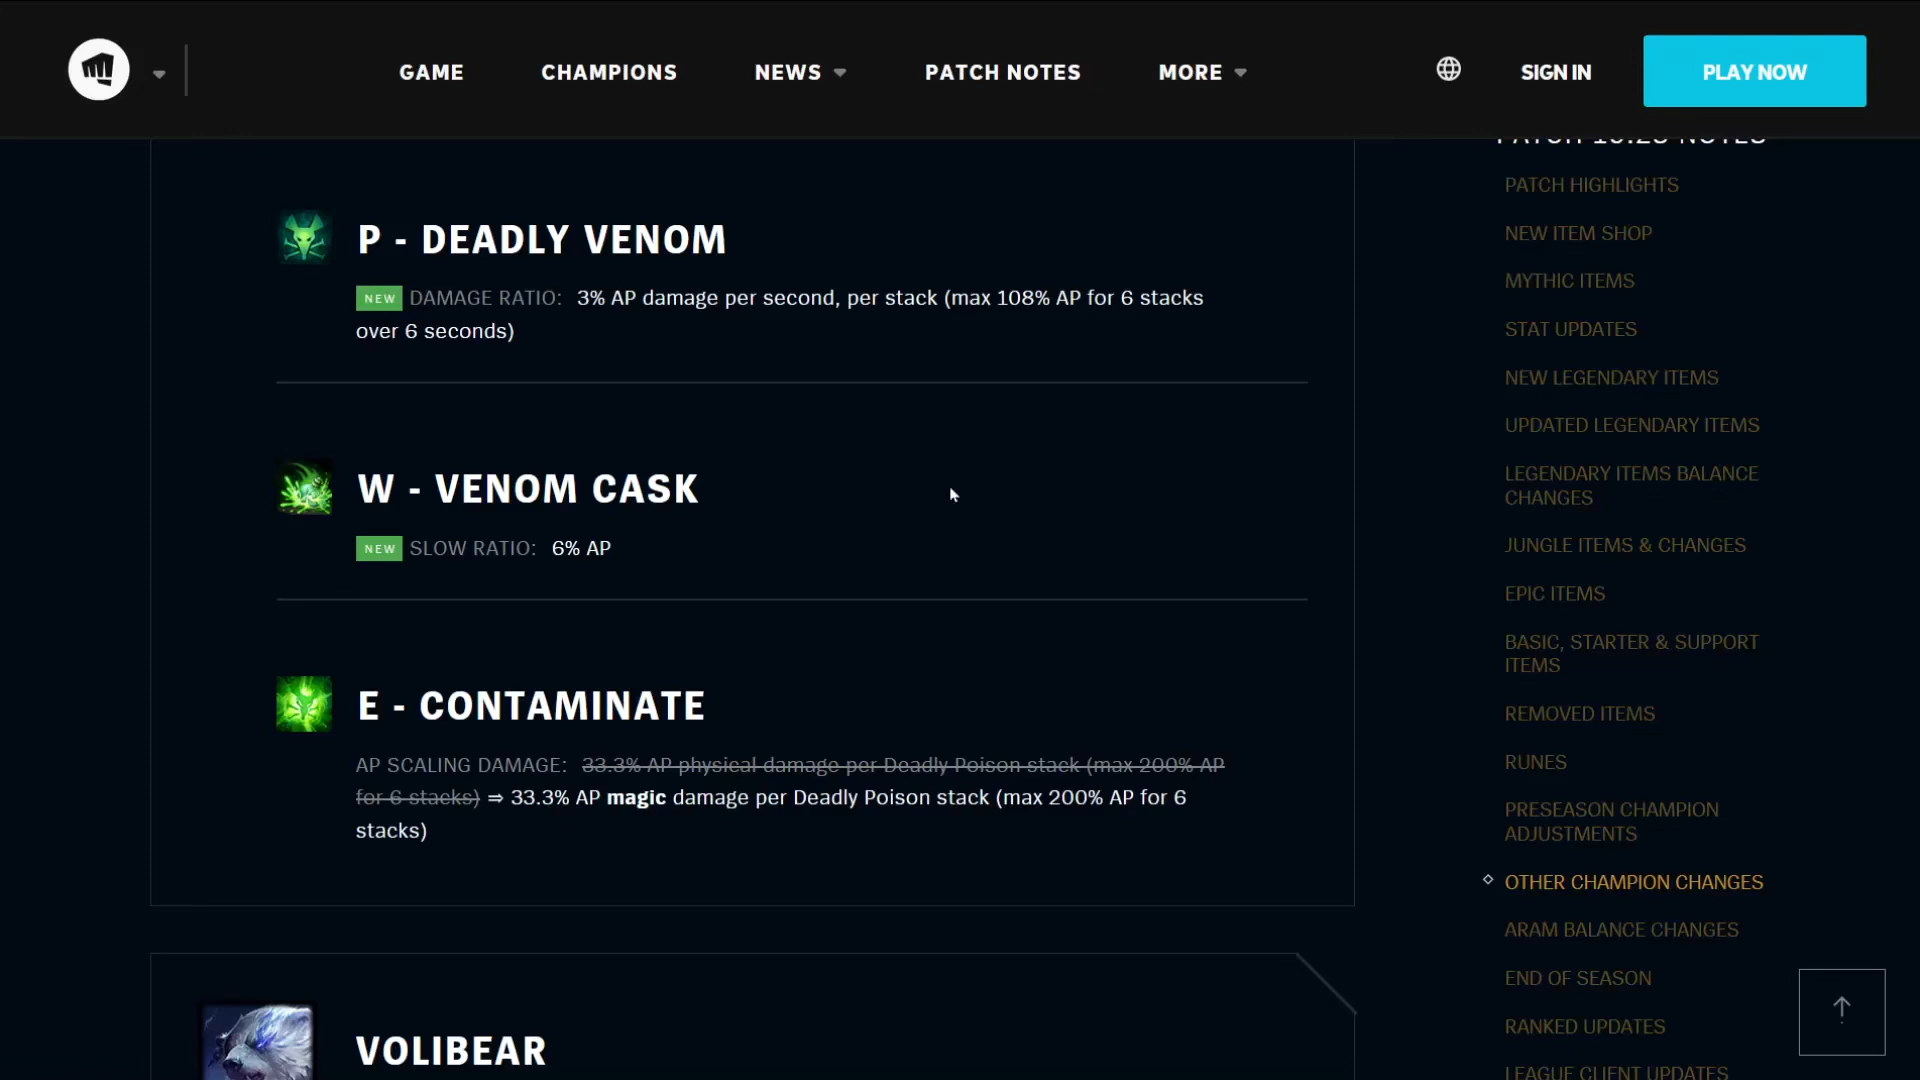 GAME
CHAMPIONS
NEWS
PATCH NOTES
MORE
SIGN IN
PLAY NOW
P - DEADLY VENOM
NEW DAMAGE RATIO: 3% AP damage per second, per stack (max 108% AP for 6 stacks
over 6 seconds)
W - VENOM CASK
NEW SLOW RATIO: 6% AP
E - CONTAMINATE
AP SCALING DAMAGE: 33.3% AP physical damage per Deadly Poison stack (max 200% AP
for 6 stacks) ⇒ 33.3% AP magic damage per Deadly Poison stack (max 200% AP for 6
stacks)
VOLIBEAR
PATCH 10.23 NOTES
PATCH HIGHLIGHTS
NEW ITEM SHOP
MYTHIC ITEMS
STAT UPDATES
NEW LEGENDARY ITEMS
UPDATED LEGENDARY ITEMS
LEGENDARY ITEMS BALANCE
CHANGES
JUNGLE ITEMS & CHANGES
EPIC ITEMS
BASIC, STARTER & SUPPORT
ITEMS
REMOVED ITEMS
RUNES
PRESEASON CHAMPION
ADJUSTMENTS
OTHER CHAMPION CHANGES
ARAM BALANCE CHANGES
END OF SEASON
RANKED UPDATES
LEAGUE CLIENT UPDATES